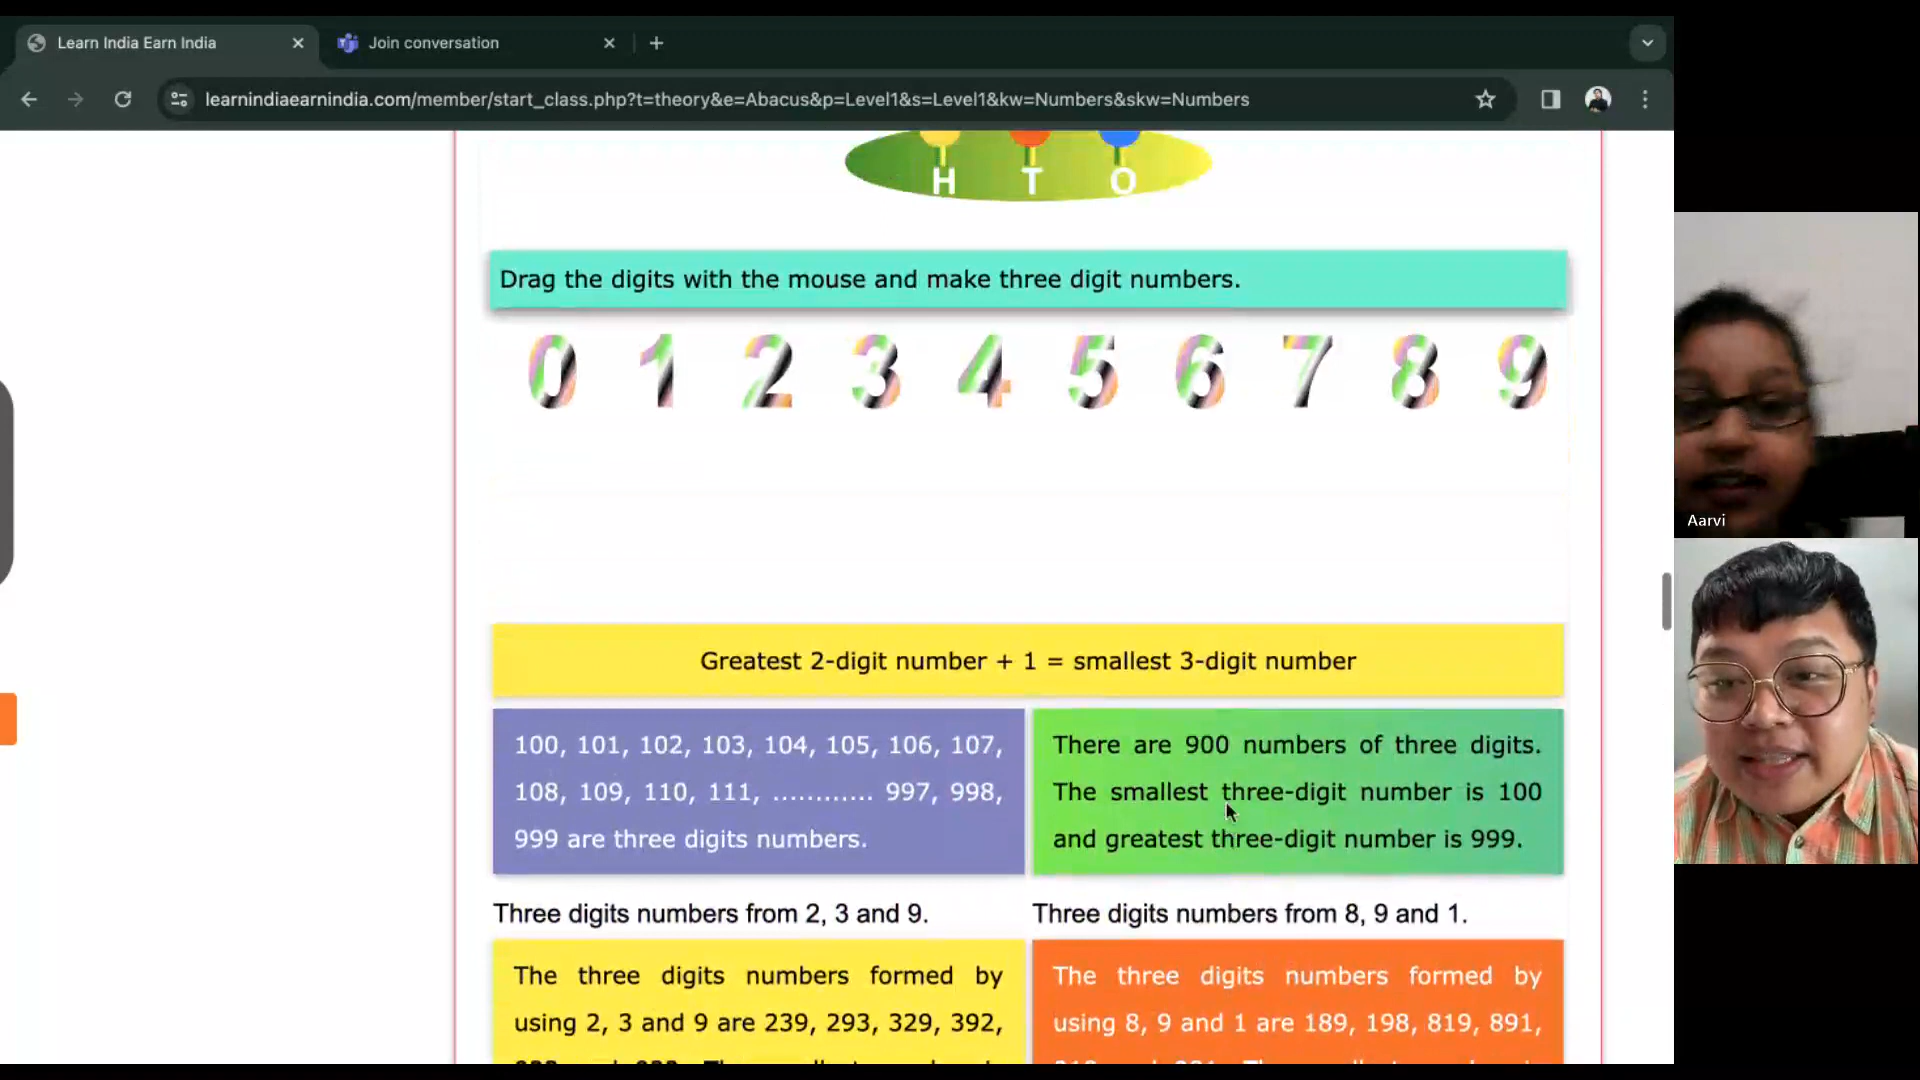 Learn India Earn India
Join conversation
learnindiaearnindia.com/member/start_class.php?t=theory&e=Abacus&p=Level1&s=Level1&kw=Numbers&skw=Numbers
H T O
Drag the digits with the mouse and make three digit numbers.
0 1 2 3 4 5 6 7 8 9
Aarvi
Greatest 2-digit number + 1 = smallest 3-digit number
100, 101, 102, 103, 104, 105, 106, 107,
108, 109, 110, 111, ............ 997, 998,
999 are three digits numbers.
There are 900 numbers of three digits.
The smallest three-digit number is 100
and greatest three-digit number is 999.
Three digits numbers from 2, 3 and 9.
The three digits numbers formed by
using 2, 3 and 9 are 239, 293, 329, 392,
Three digits numbers from 8, 9 and 1.
The three digits numbers formed by
using 8, 9 and 1 are 189, 198, 819, 891,